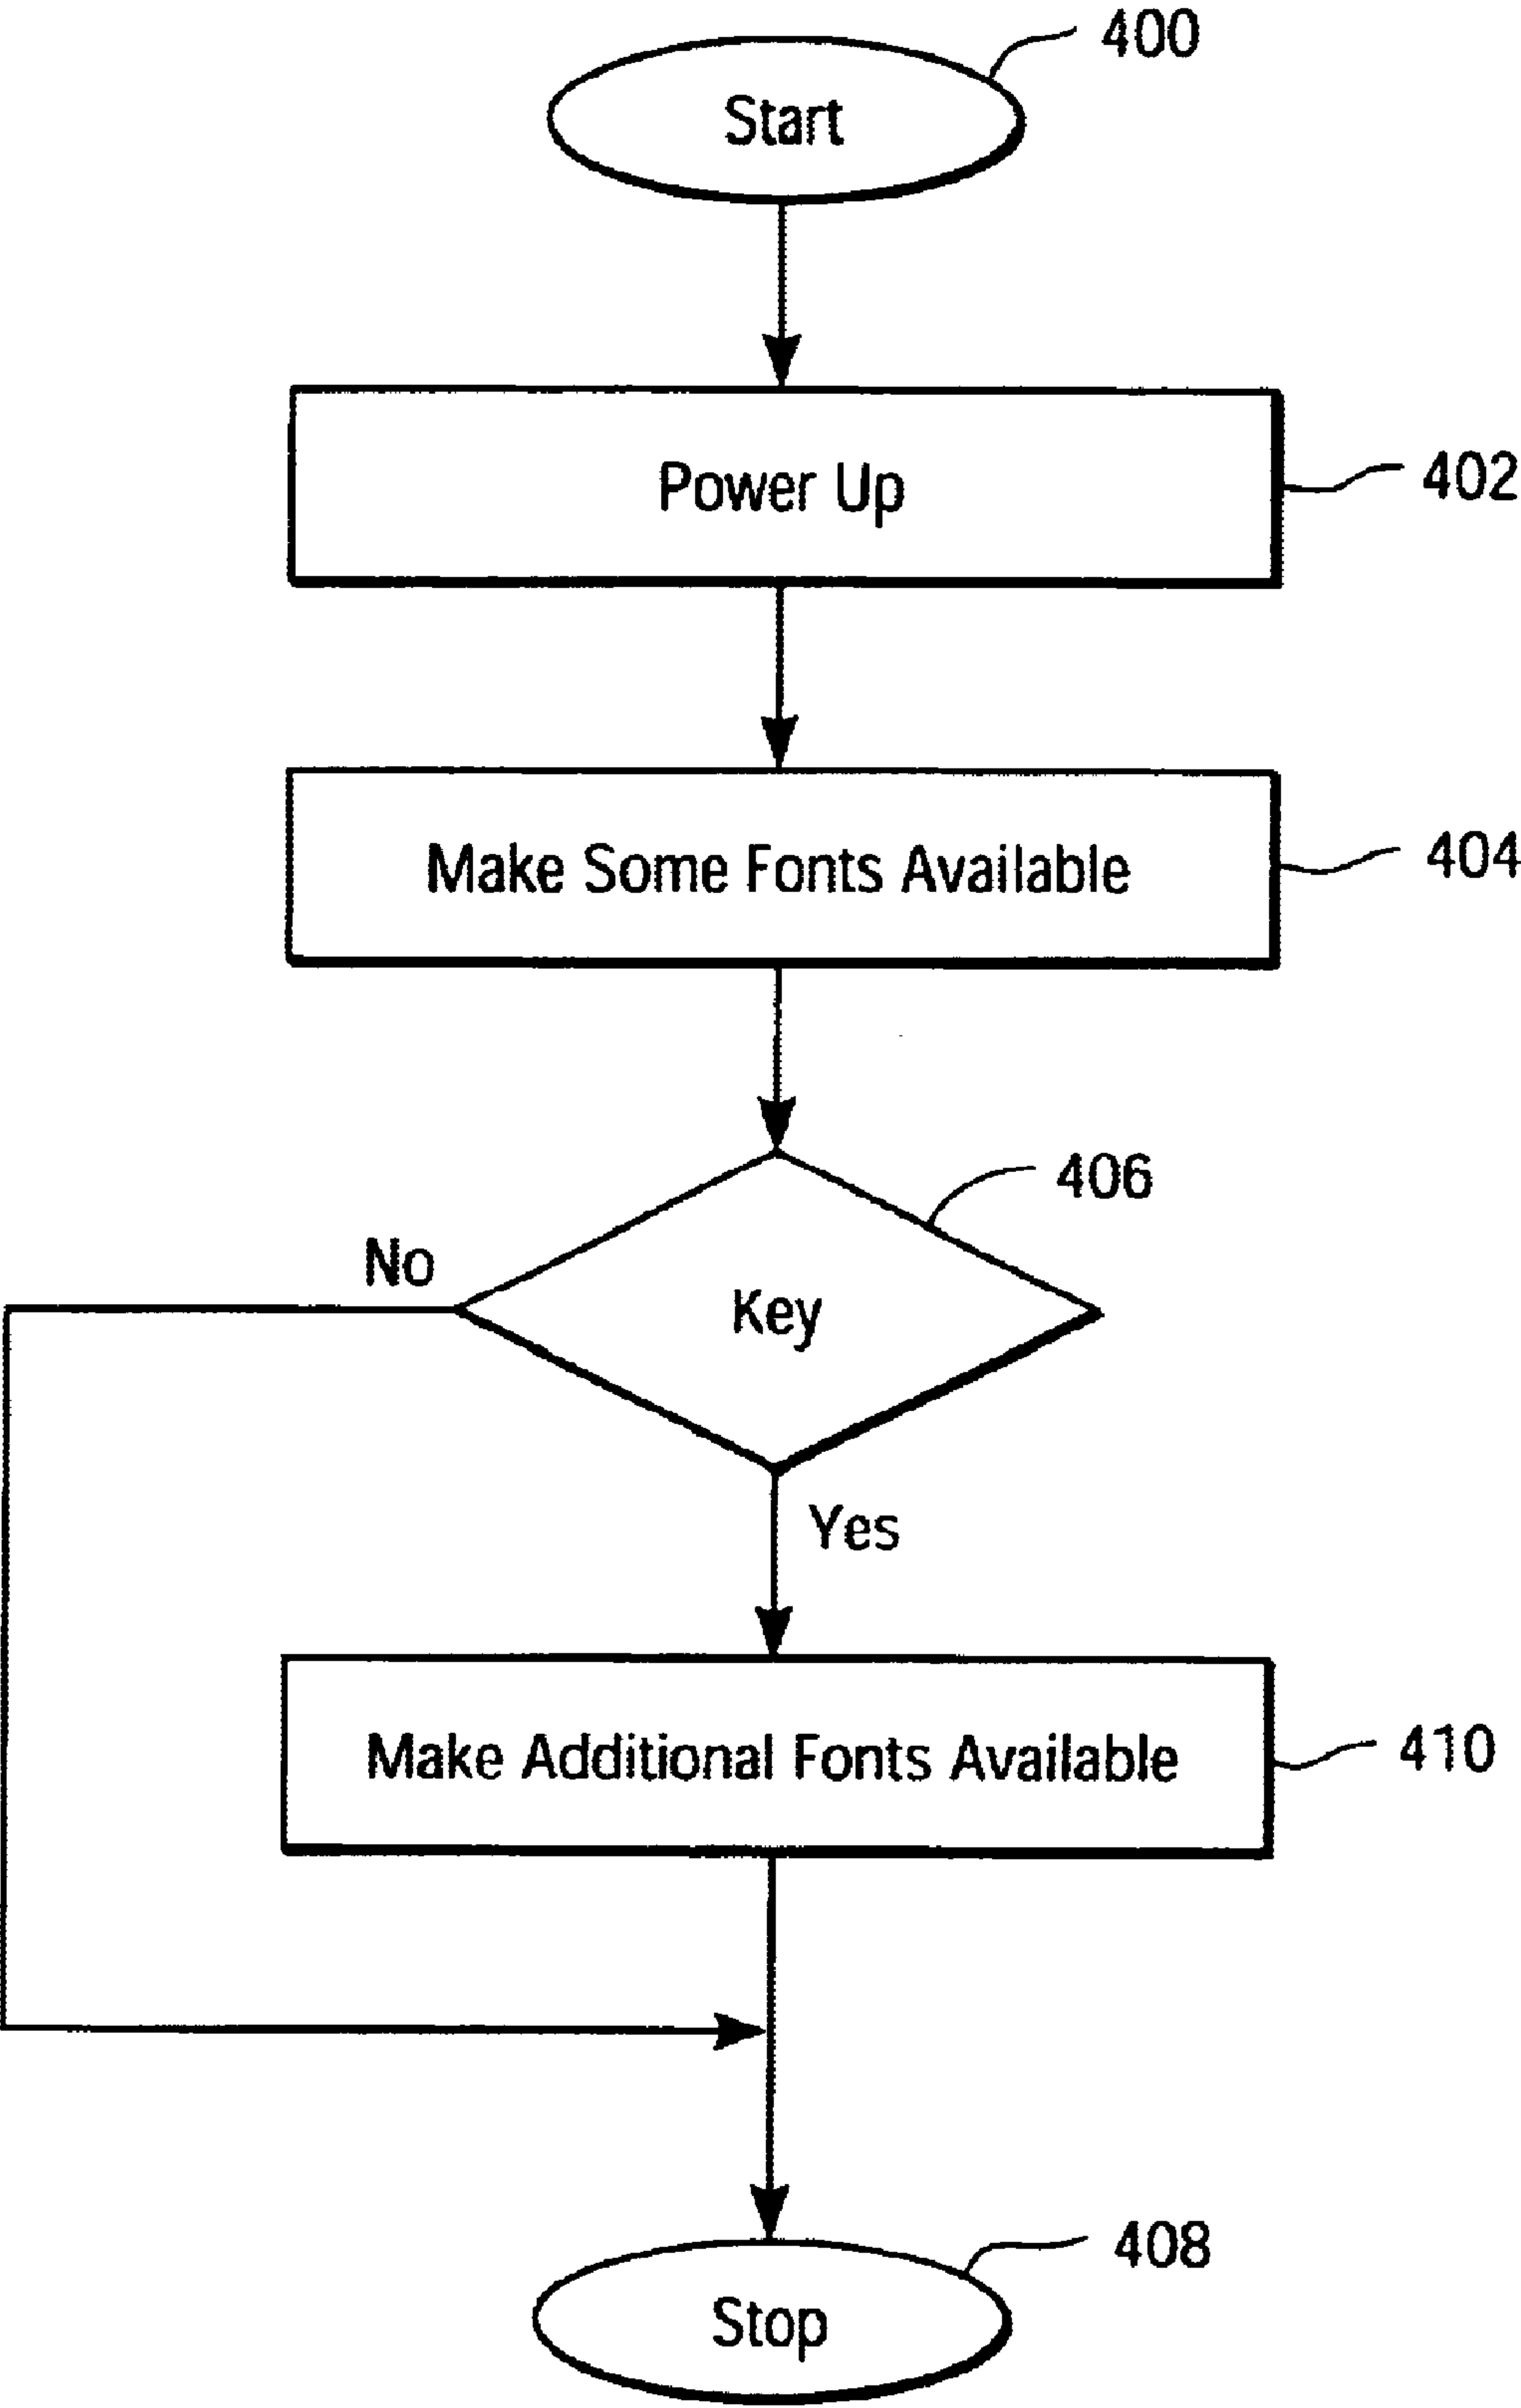 400
Start
Power Up
402
Make Some Fonts Available
404
406
No
Key
Yes
Make Additional Fonts Available
410
408
Stop